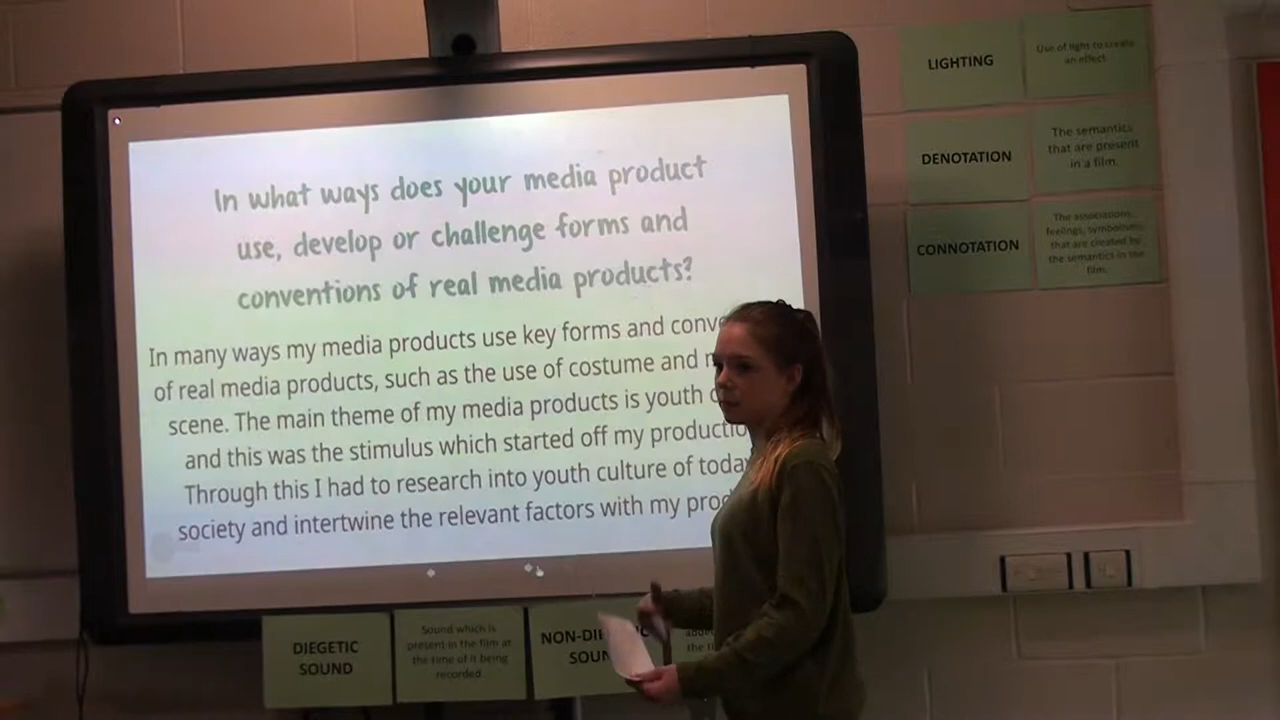 In what ways does your media product
use, develop or challenge forms and
conventions of real media products?
In many ways my media products use key forms and conve
of real media products, such as the use of costume and
scene. The main theme of my media products is youth
and this was the stimulus which started off my productio
Through this I had to research into youth culture of toda
society and intertwine the relevant factors with my pro
LIGHTING
Use of light to create
an effect
DENOTATION
The semantics
that are present
in a film.
CONNOTATION
The associations,
feelings, symbolism
that are created by
the semantics in the
film.
DIEGETIC
SOUND
Sound which is
present in the film at
the time of it being
recorded
NON-DI
SOUN
added
the ti